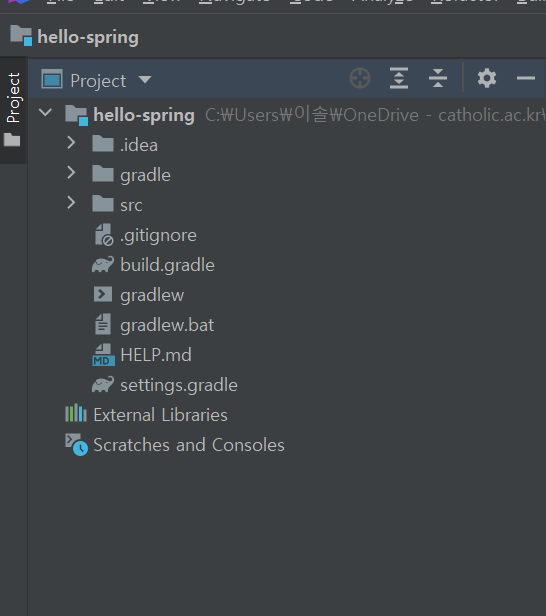 hello-spring
Project
Project
hello-spring C:₩Users₩이솔₩OneDrive - catholic.ac.kr₩
.idea
gradle
src
.gitignore
build.gradle
gradlew
gradlew.bat
MD HELP.md
settings.gradle
External Libraries
Scratches and Consoles